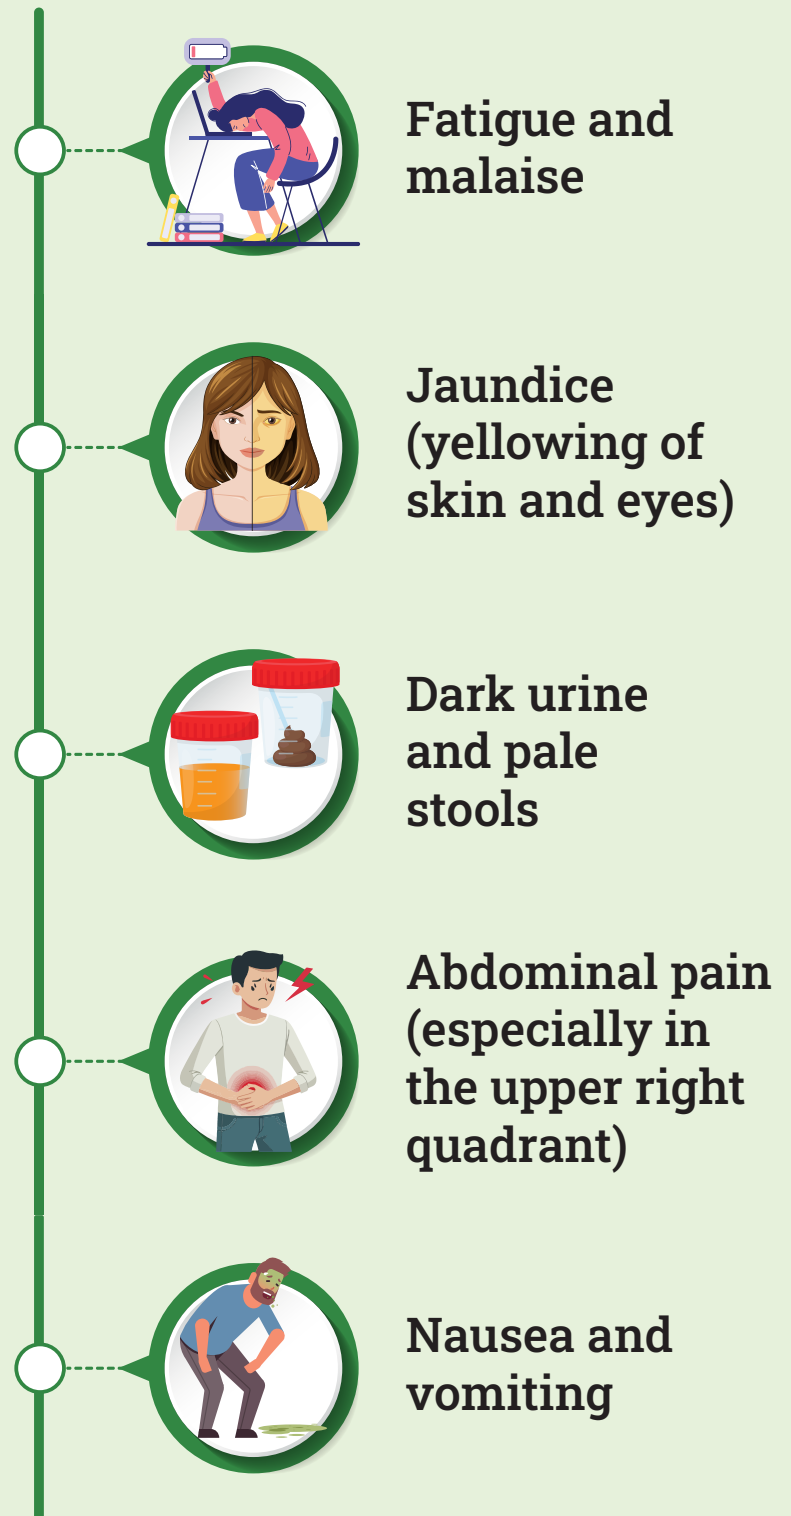 Fatigue and
malaise
Jaundice
(yellowing of
skin and eyes)
Dark urine
and pale
stools
Abdominal pain
(especially in
the upper right
quadrant)
Nausea and
vomiting